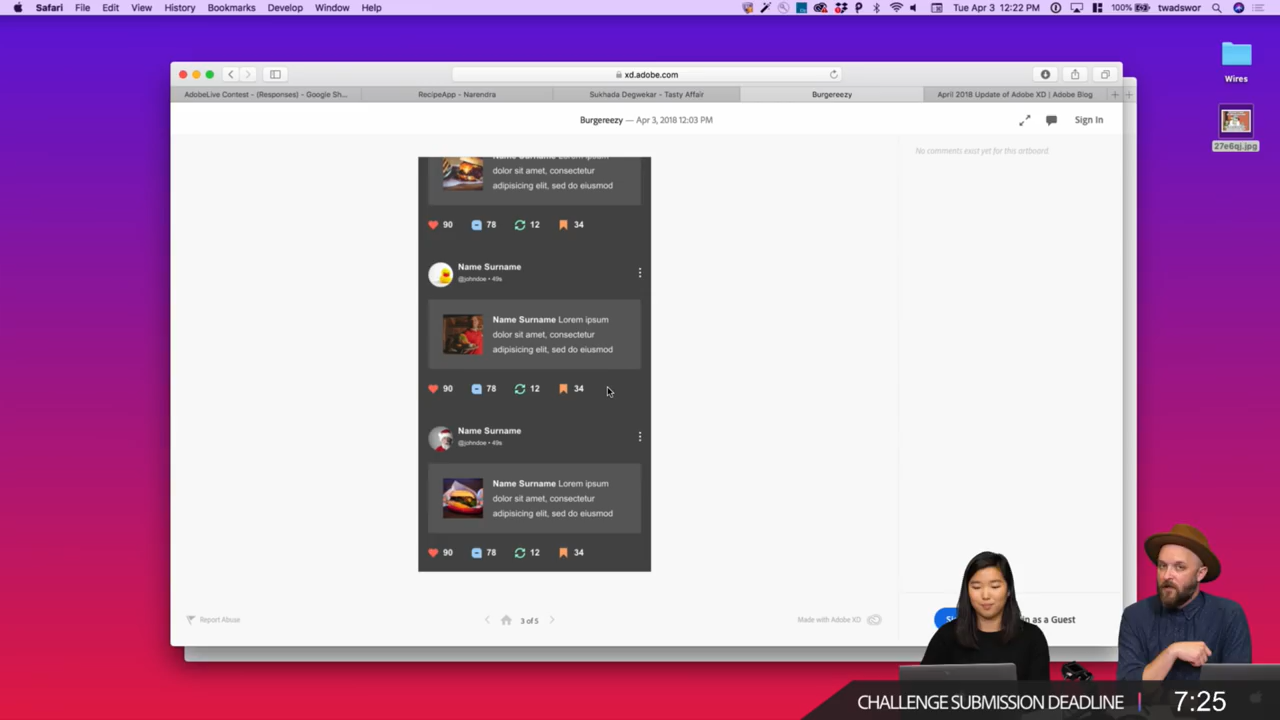 Safari File Edit View History Bookmarks Develop Window Help
100% Tue Apr 3 12:22 PM twadswor
Wires
27e6qj.jpg
xd.adobe.com
AdobeLive Contest - (Responses) - Google Sh...
RecipeApp - Narendra
Sukhada Degwekar - Tasty Affair
Burgereezy
April 2018 Update of Adobe XD | Adobe Blog
Burgereezy — Apr 3, 2018 12:03 PM
Sign In
No comments exist yet for this artboard.
dolor sit amet, consectetur
adipisicing elit, sed do eiusmod
90 78 12 34
Name Surname
@johndoe • 49s
Name Surname Lorem ipsum
dolor sit amet, consectetur
adipisicing elit, sed do eiusmod
90 78 12 34
Name Surname
@johndoe • 49s
Name Surname Lorem ipsum
dolor sit amet, consectetur
adipisicing elit, sed do eiusmod
90 78 12 34
Report Abuse
3 of 5
Made with Adobe XD
as a Guest
CHALLENGE SUBMISSION DEADLINE | 7:25